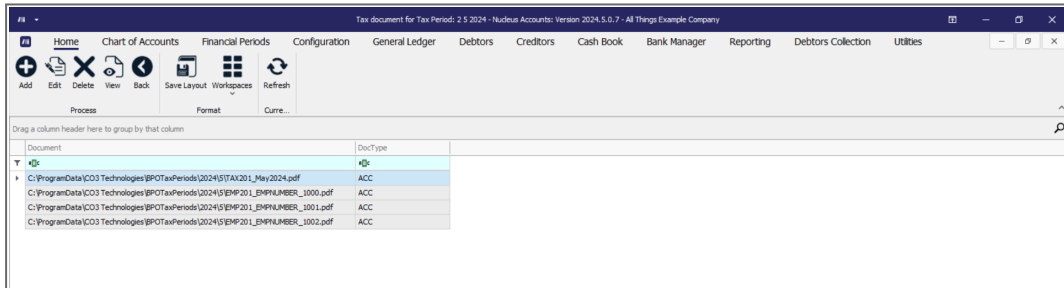 Tax document for Tax Period: 2 5 2024 - Nucleus Accounts: Version 2024.5.0.7 - All Things Example Company
Home Chart of Accounts Financial Periods Configuration General Ledger Debtors Creditors Cash Book Bank Manager Reporting Debtors Collection Utilities
Add Edit Delete View Back Save Layout Workspaces Refresh
Process Format Curre...
Drag a column header here to group by that column
Document DocType
C:\ProgramData\CO3 Technologies\BPOTaxPeriods\2024\5\TAX201_May2024.pdf ACC
C:\ProgramData\CO3 Technologies\BPOTaxPeriods\2024\5\EMP201_EMPNUMBER_1000.pdf ACC
C:\ProgramData\CO3 Technologies\BPOTaxPeriods\2024\5\EMP201_EMPNUMBER_1001.pdf ACC
C:\ProgramData\CO3 Technologies\BPOTaxPeriods\2024\5\EMP201_EMPNUMBER_1002.pdf ACC